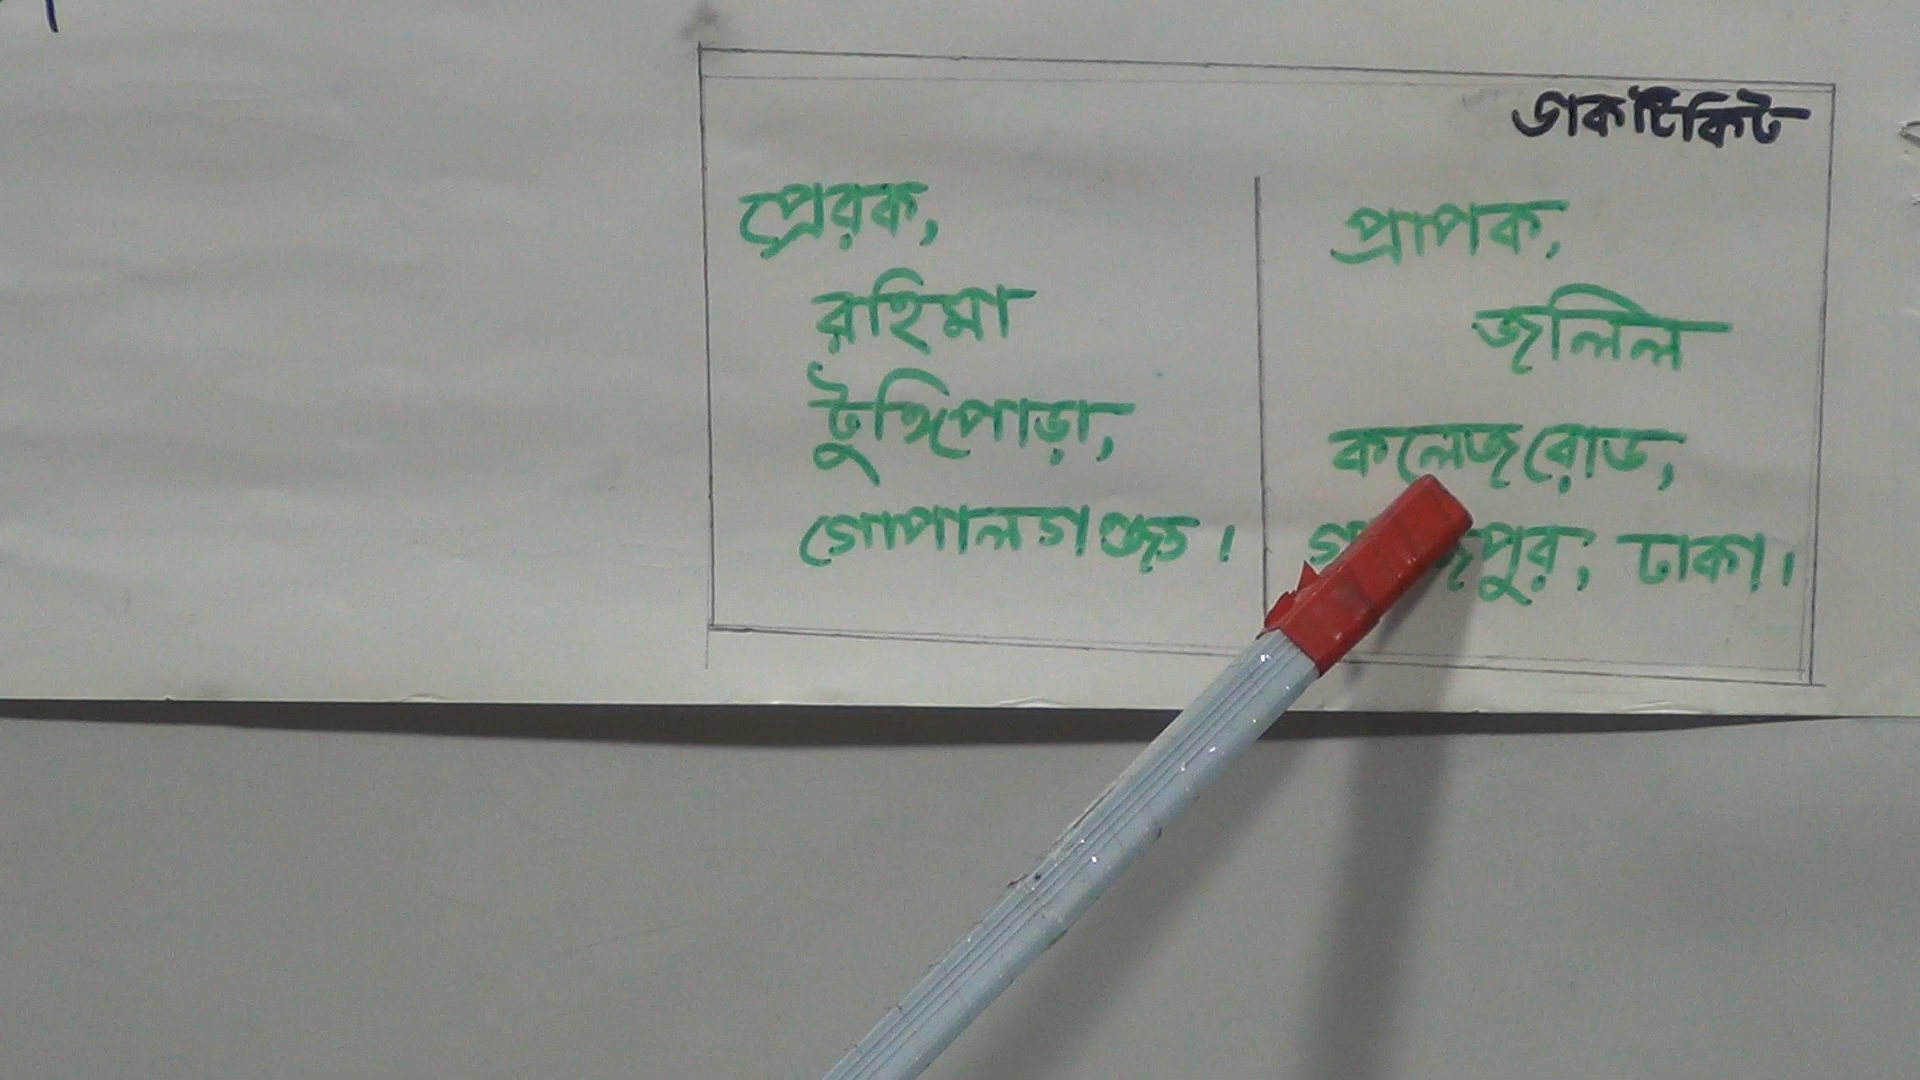 ডাকটিকিট
প্রেরক,
রহিমা
টুঙ্গিপাড়া,
গোপালগঞ্জ।
প্রাপক,
জলিল
কলেজরোড,
ঢাকা।